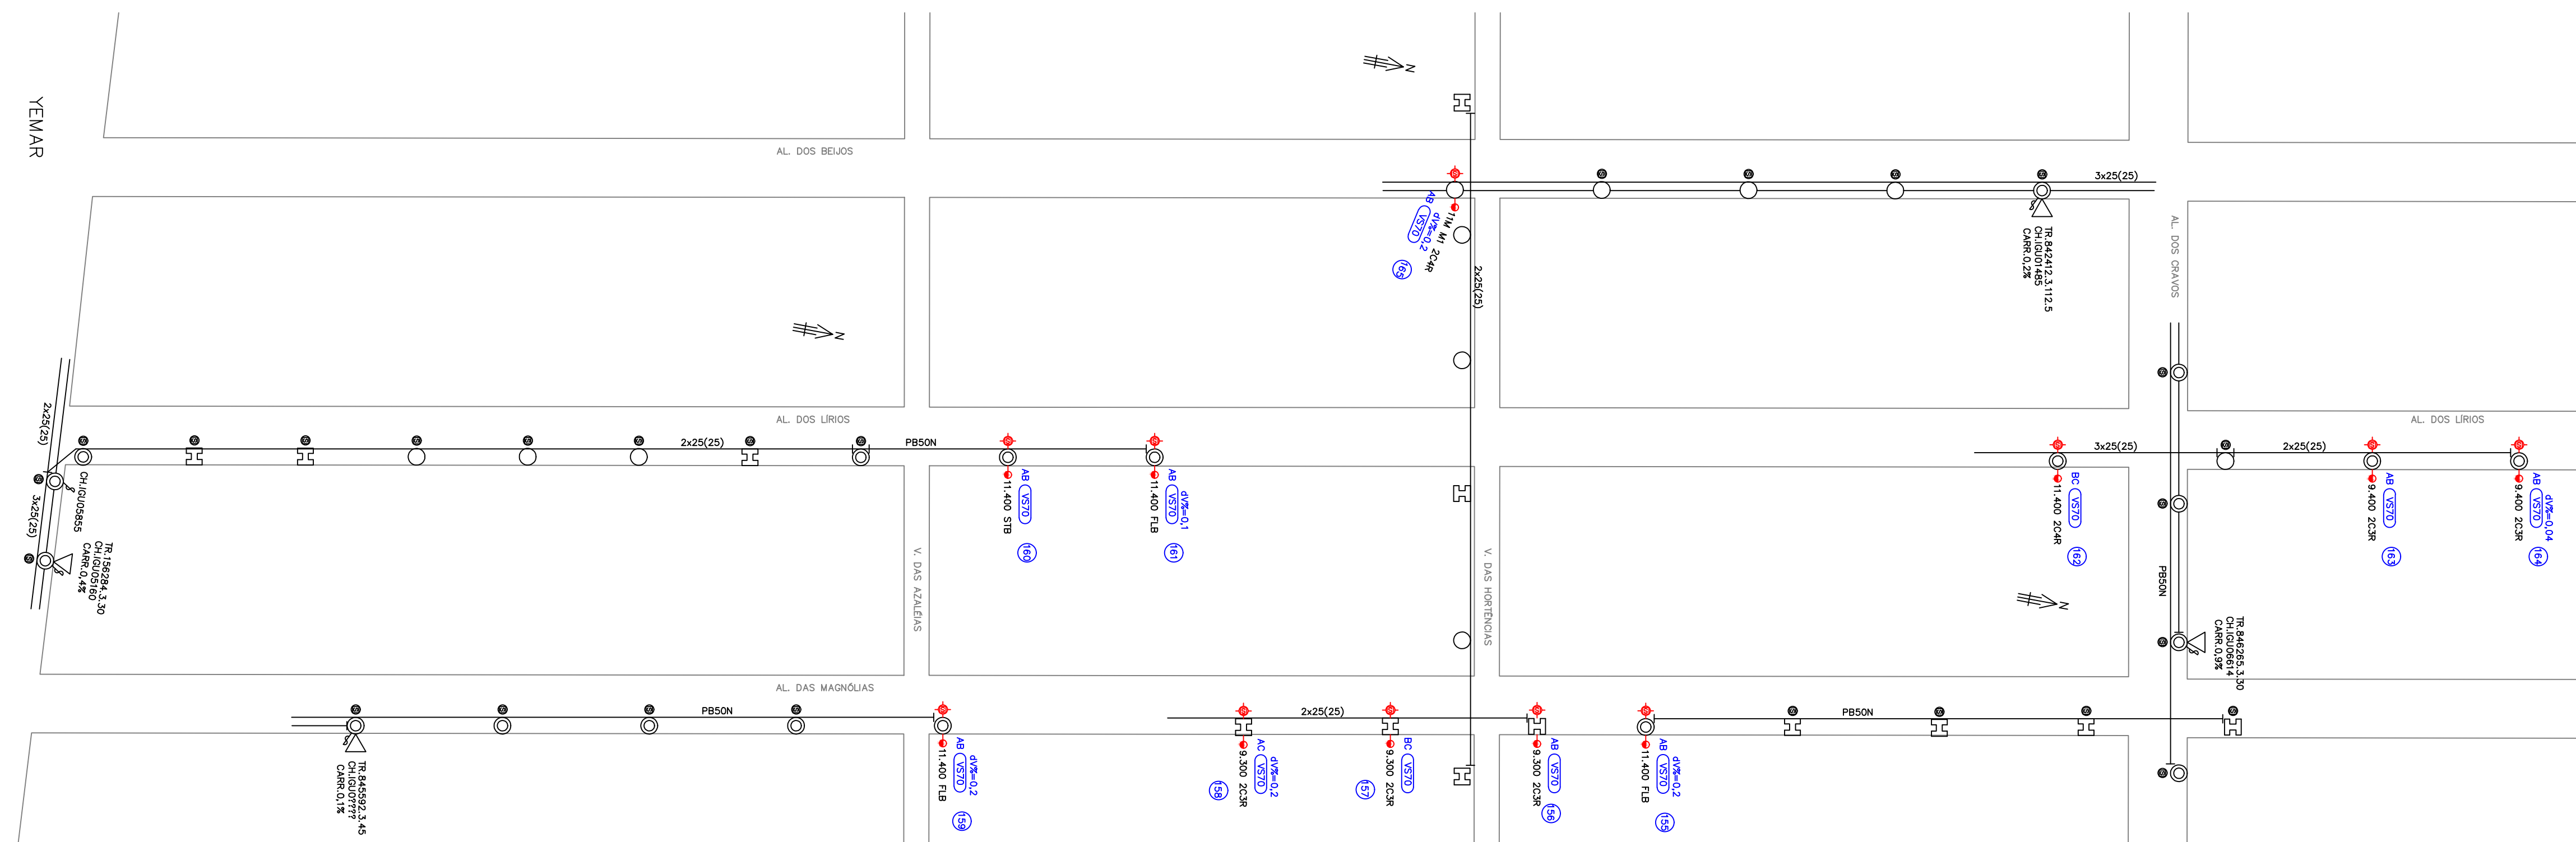 YEMAR
N
AL. DOS BEIJOS
3x25(25)
AB
VS70
dV%=0,2
11M M1 2C4R
165
2x25(25)
TR.842412.3.112.5
CH.IGU01485
CARR.0,2%
AL. DOS CRAVOS
N
AL. DOS LÍRIOS
AL. DOS LÍRIOS
2x25(25)
2x25(25)
PB50N
3x25(25)
2x25(25)
CH.IGU05855
3x25(25)
TR.156284.3.30
CH.IGU05160
CARR.0,4%
AB
VS70
11.400 STB
160
AB
VS70
dV%=0,1
11.400 FLB
161
BC
VS70
11.400 2C4R
162
AB
VS70
9.400 2C3R
163
AB
VS70
dV%=0,04
9.400 2C3R
164
V. DAS AZALÉIAS
V. DAS HORTÊNCIAS
N
PB50N
TR.846265.3.30
CH.IGU06614
CARR.0,9%
AL. DAS MAGNÓLIAS
PB50N
2x25(25)
PB50N
TR.845592.3.45
CH.IGU0????
CARR.0,1%
AB
VS70
dV%=0,2
11.400 FLB
159
AC
VS70
dV%=0,2
9.300 2C3R
158
BC
VS70
9.300 2C3R
157
AB
VS70
9.300 2C3R
156
AB
VS70
dV%=0,2
11.400 FLB
155